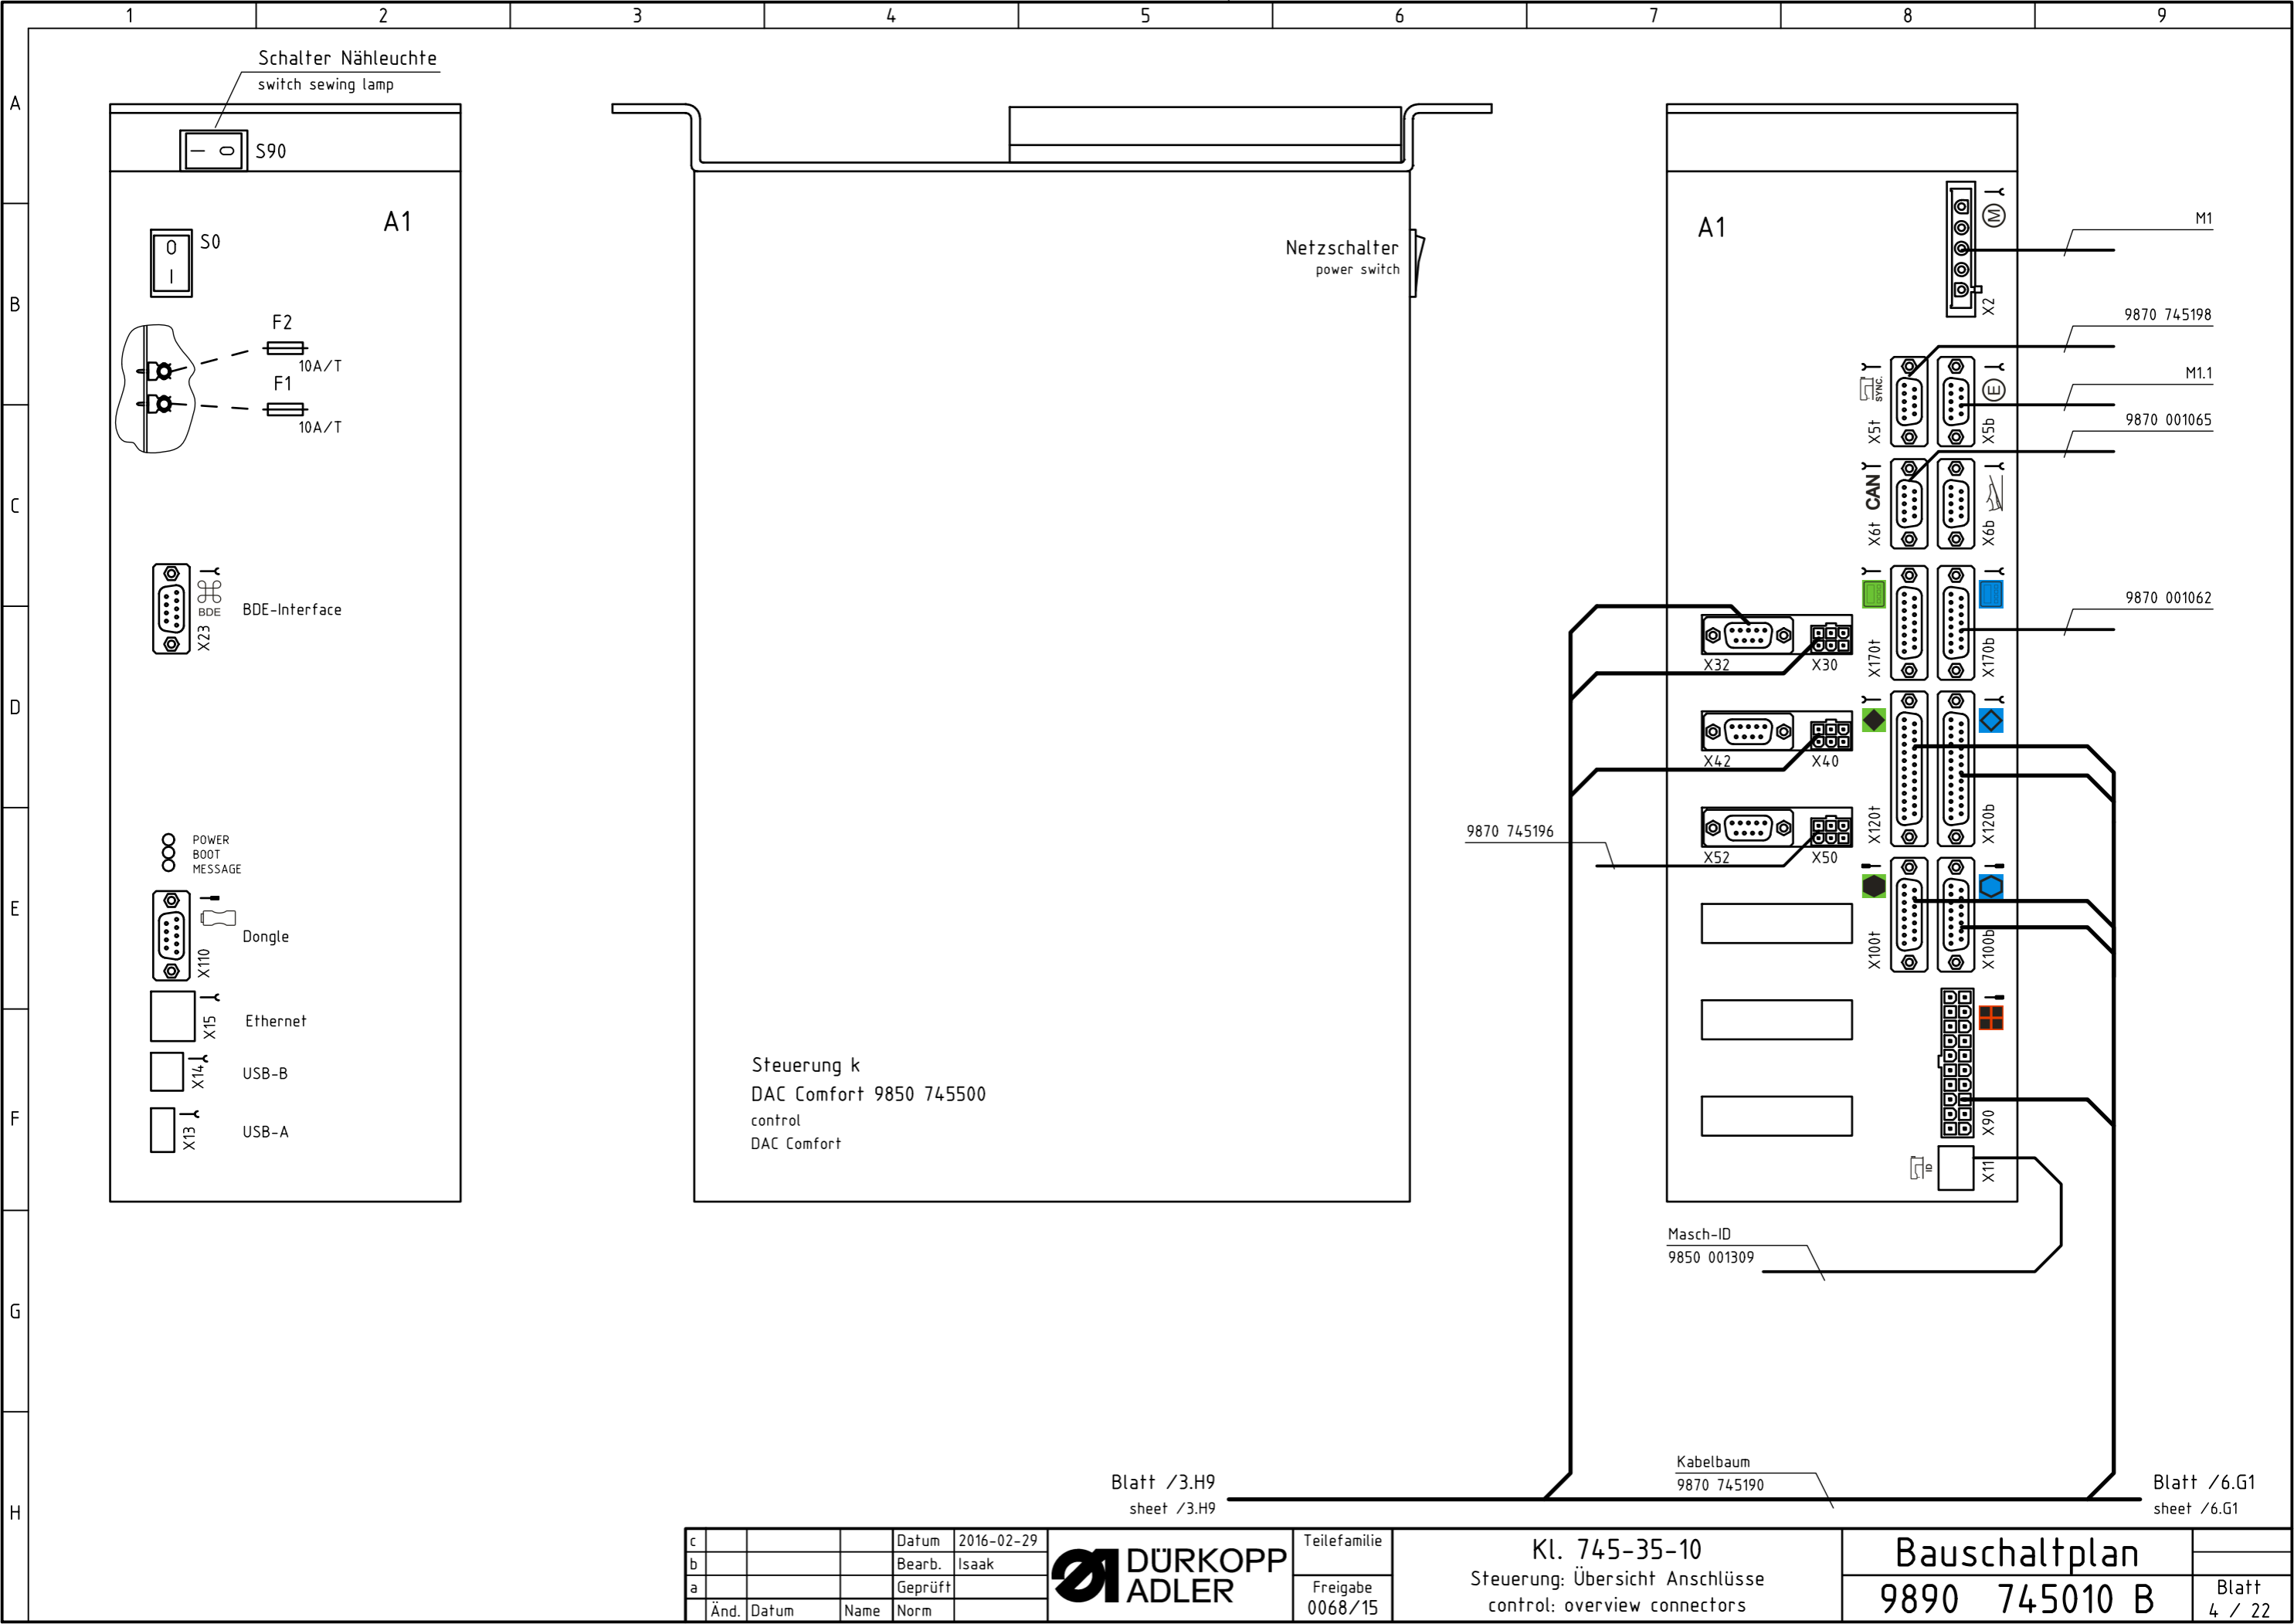 1 2 3 4 5 6 7 8 9
A
B
C
D
E
F
G
H
Schalter Nähleuchte
switch sewing lamp
S90
A1
S0
F2
10A/T
F1
10A/T
BDE
X23
BDE-Interface
POWER
BOOT
MESSAGE
X110
Dongle
X15
Ethernet
X14
USB-B
X13
USB-A
Netzschalter
power switch
Steuerung k
DAC Comfort 9850 745500
control
DAC Comfort
A1
M
X2
M1
9870 745198
SYNC.
X5t
E
X5b
M1.1
9870 001065
CAN
X6t
X6b
9870 001062
X32
X30
X170t
X170b
X42
X40
X120t
X120b
9870 745196
X52
X50
X100t
X100b
X90
ID
X11
Masch-ID
9850 001309
Kabelbaum
9870 745190
Blatt /3.H9
sheet /3.H9
Blatt /6.G1
sheet /6.G1
c
b
a
Änd. Datum Name Norm
Datum 2016-02-29
Bearb. Isaak
Geprüft
DÜRKOPP
ADLER
Teilefamilie
Freigabe
0068/15
Kl. 745-35-10
Steuerung: Übersicht Anschlüsse
control: overview connectors
Bauschaltplan
9890 745010 B
Blatt
4 / 22